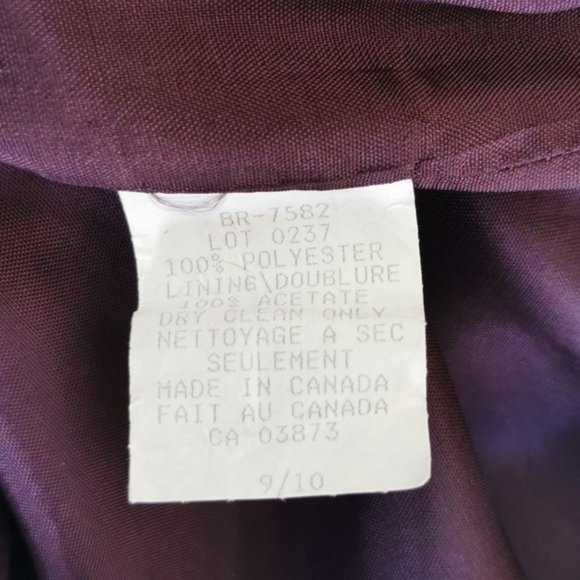 BR-7582
LOT 0237
100% POLYESTER
LINING\DOUBLURE
100% ACETATE
DRY CLEAN ONLY
NETTOYAGE A SEC
SEULEMENT
MADE IN CANADA
FAIT AU CANADA
CA 03873
9/10